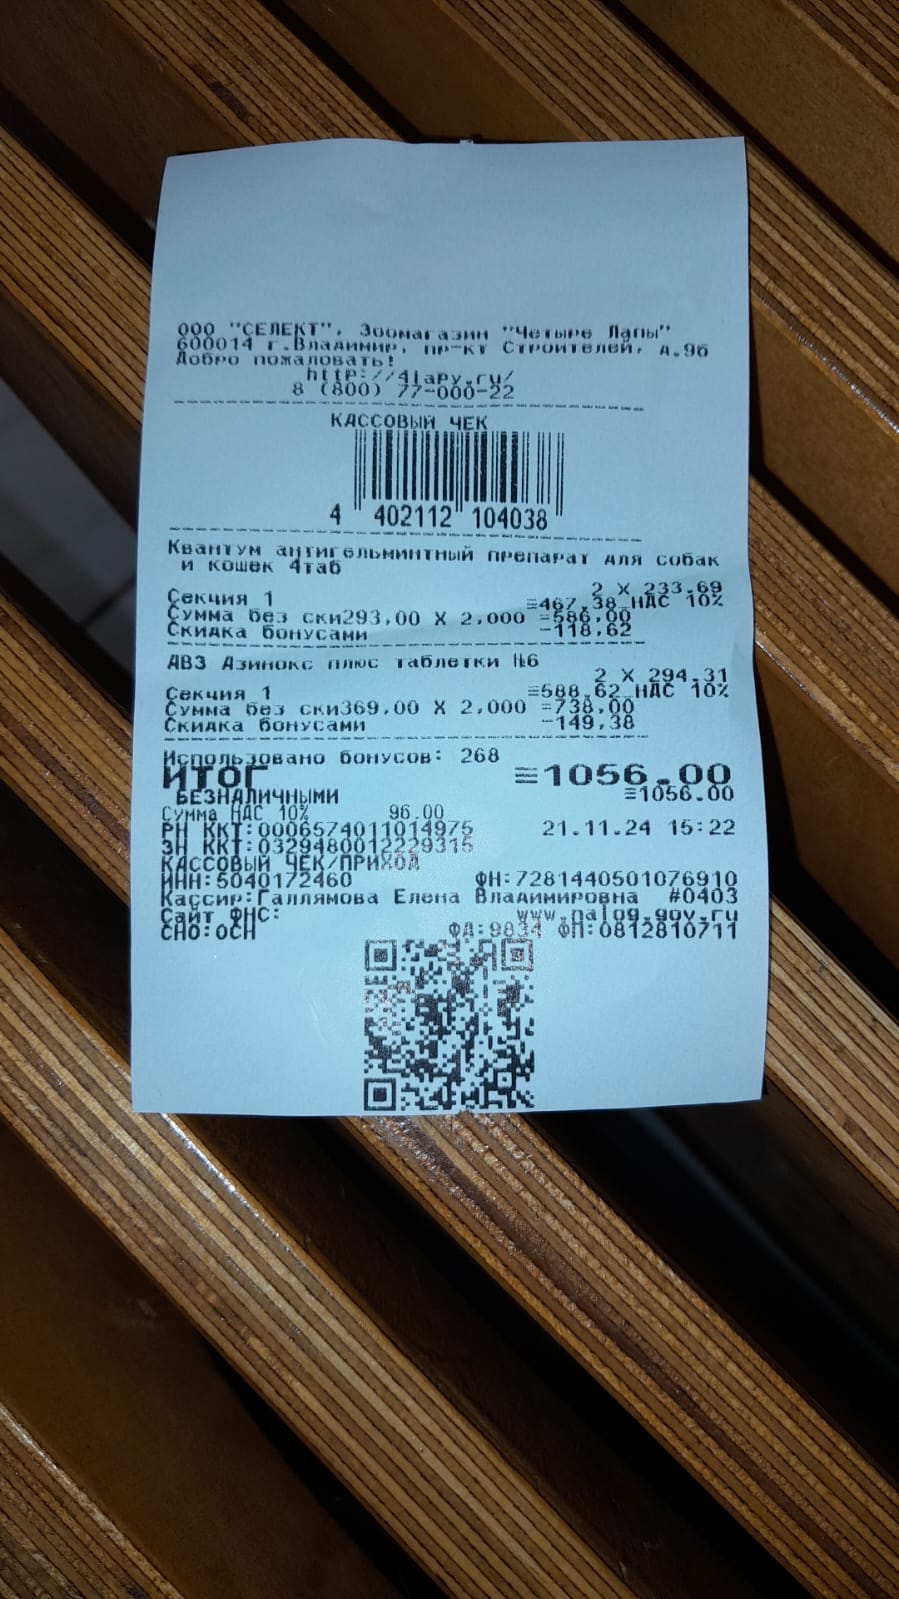 ООО "СЕЛЕКТ", Зоомагазин "Четыре Лапы"
600014 г.Владимир, пр-кт Строителей, д.9б
Добро пожаловать!
http://4lapy.ru/
8 (800) 77-000-22
КАССОВЫЙ ЧЕК
4 402112 104038
Квантум антигельминтный препарат для собак
и кошек 4таб
2 X 233.69
Секция 1 ≡467.38 НДС 10%
Сумма без ски293,00 X 2,000 =586,00
Скидка бонусами -118,62
АВЗ Азинокс плюс таблетки N6
2 X 294.31
Секция 1 ≡588.62 НДС 10%
Сумма без ски369,00 X 2,000 =738,00
Скидка бонусами -149,38
Использовано бонусов: 268
ИТОГ ≡1056.00
БЕЗНАЛИЧНЫМИ ≡1056.00
Сумма НДС 10% 96.00
РН ККТ:0006574011014975 21.11.24 15:22
ЗН ККТ:0329480012229315
КАССОВЫЙ ЧЕК/ПРИХОД
ИНН:5040172460 ФН:7281440501076910
Кассир:Галлямова Елена Владимировна #0403
Сайт ФНС: www.nalog.gov.ru
СНО:ОСН ФД:9834 ФП:0812810711